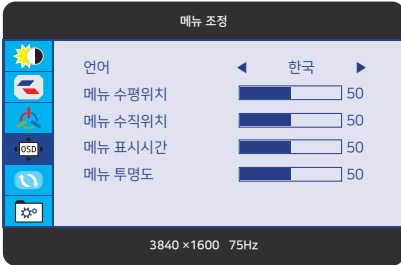 메뉴 조정
언어 ◀ 한국 ▶
메뉴 수평위치 50
메뉴 수직위치 50
OSD 메뉴 표시시간 50
메뉴 투명도 50
3840 ×1600 75Hz